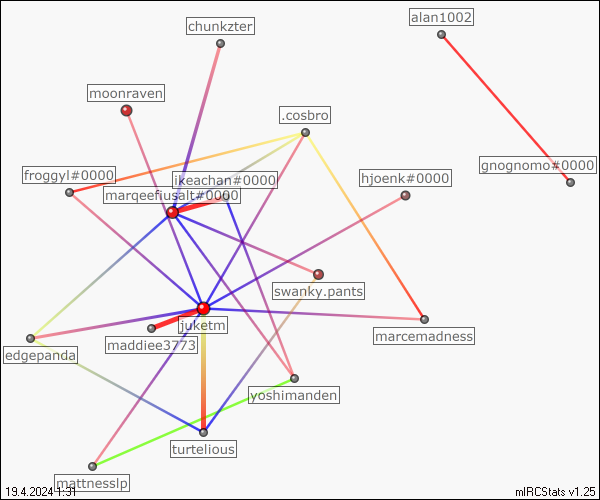 alan1002
chunkzter
moonraven
.cosbro
gnognomo#0000
froggyl#0000
ikeachan#0000
hjoenk#0000
marqeefiusalt#0000
swanky.pants
juketm
marcemadness
maddiee3773
edgepanda
yoshimanden
turtelious
mattnesslp
19.4.2024 1:31
mIRCStats v1.25